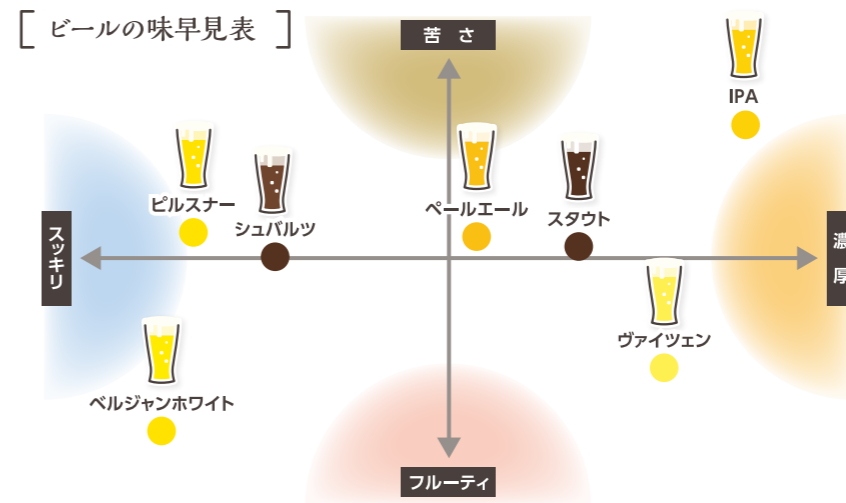 [ ビールの味早見表 ]
苦さ
IPA
ピルスナー
シュバルツ
ペールエール
スタウト
スッキリ
濃厚
ヴァイツェン
ベルジャンホワイト
フルーティ